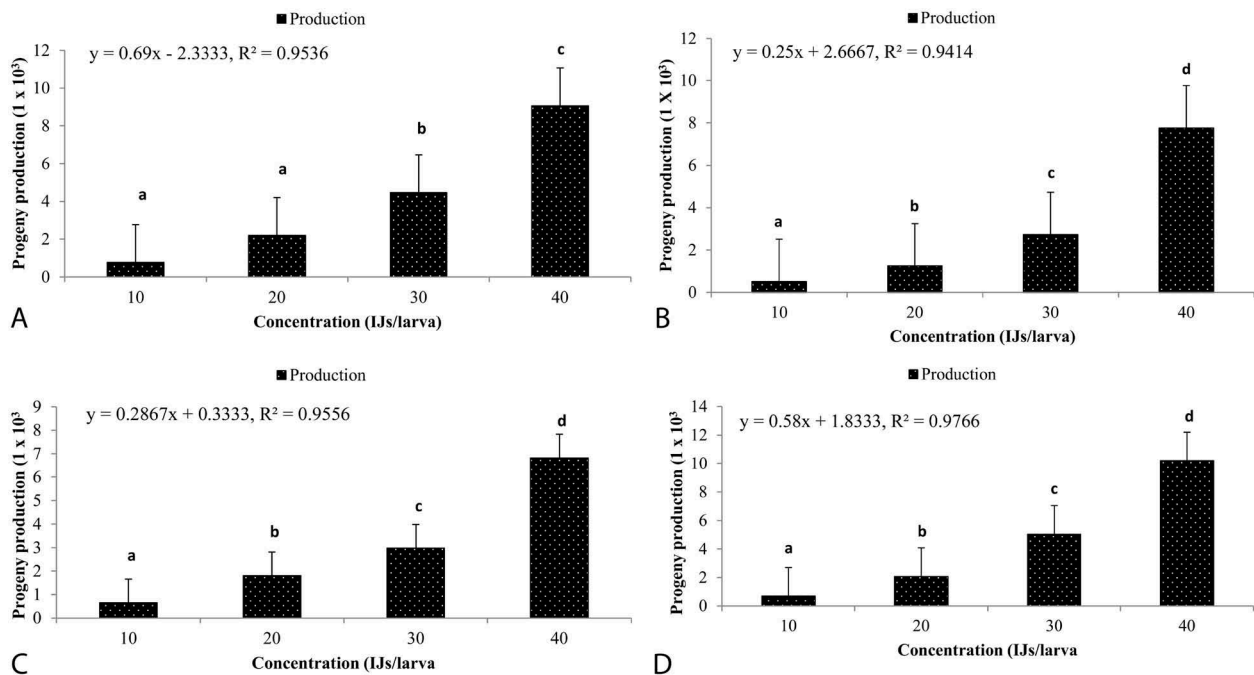 Production
y = 0.69x - 2.3333, R² = 0.9536
Progeny production (1 x 10³)
12
10
8
6
4
2
0
a
a
b
c
10 20 30 40
Concentration (IJs/larva)
A
Production
y = 0.25x + 2.6667, R² = 0.9414
Progeny production (1 X 10³)
12
10
8
6
4
2
0
a
b
c
d
10 20 30 40
Concentration (IJs/larva)
B
Production
y = 0.2867x + 0.3333, R² = 0.9556
Progeny production (1 x 10³
9
8
7
6
5
4
3
2
1
0
a
b
c
d
10 20 30 40
Concentration (IJs/larva
C
Production
y = 0.58x + 1.8333, R² = 0.9766
Progeny production (1 x 10³
14
12
10
8
6
4
2
0
a
b
c
d
10 20 30 40
Concentration (IJs/larva
D